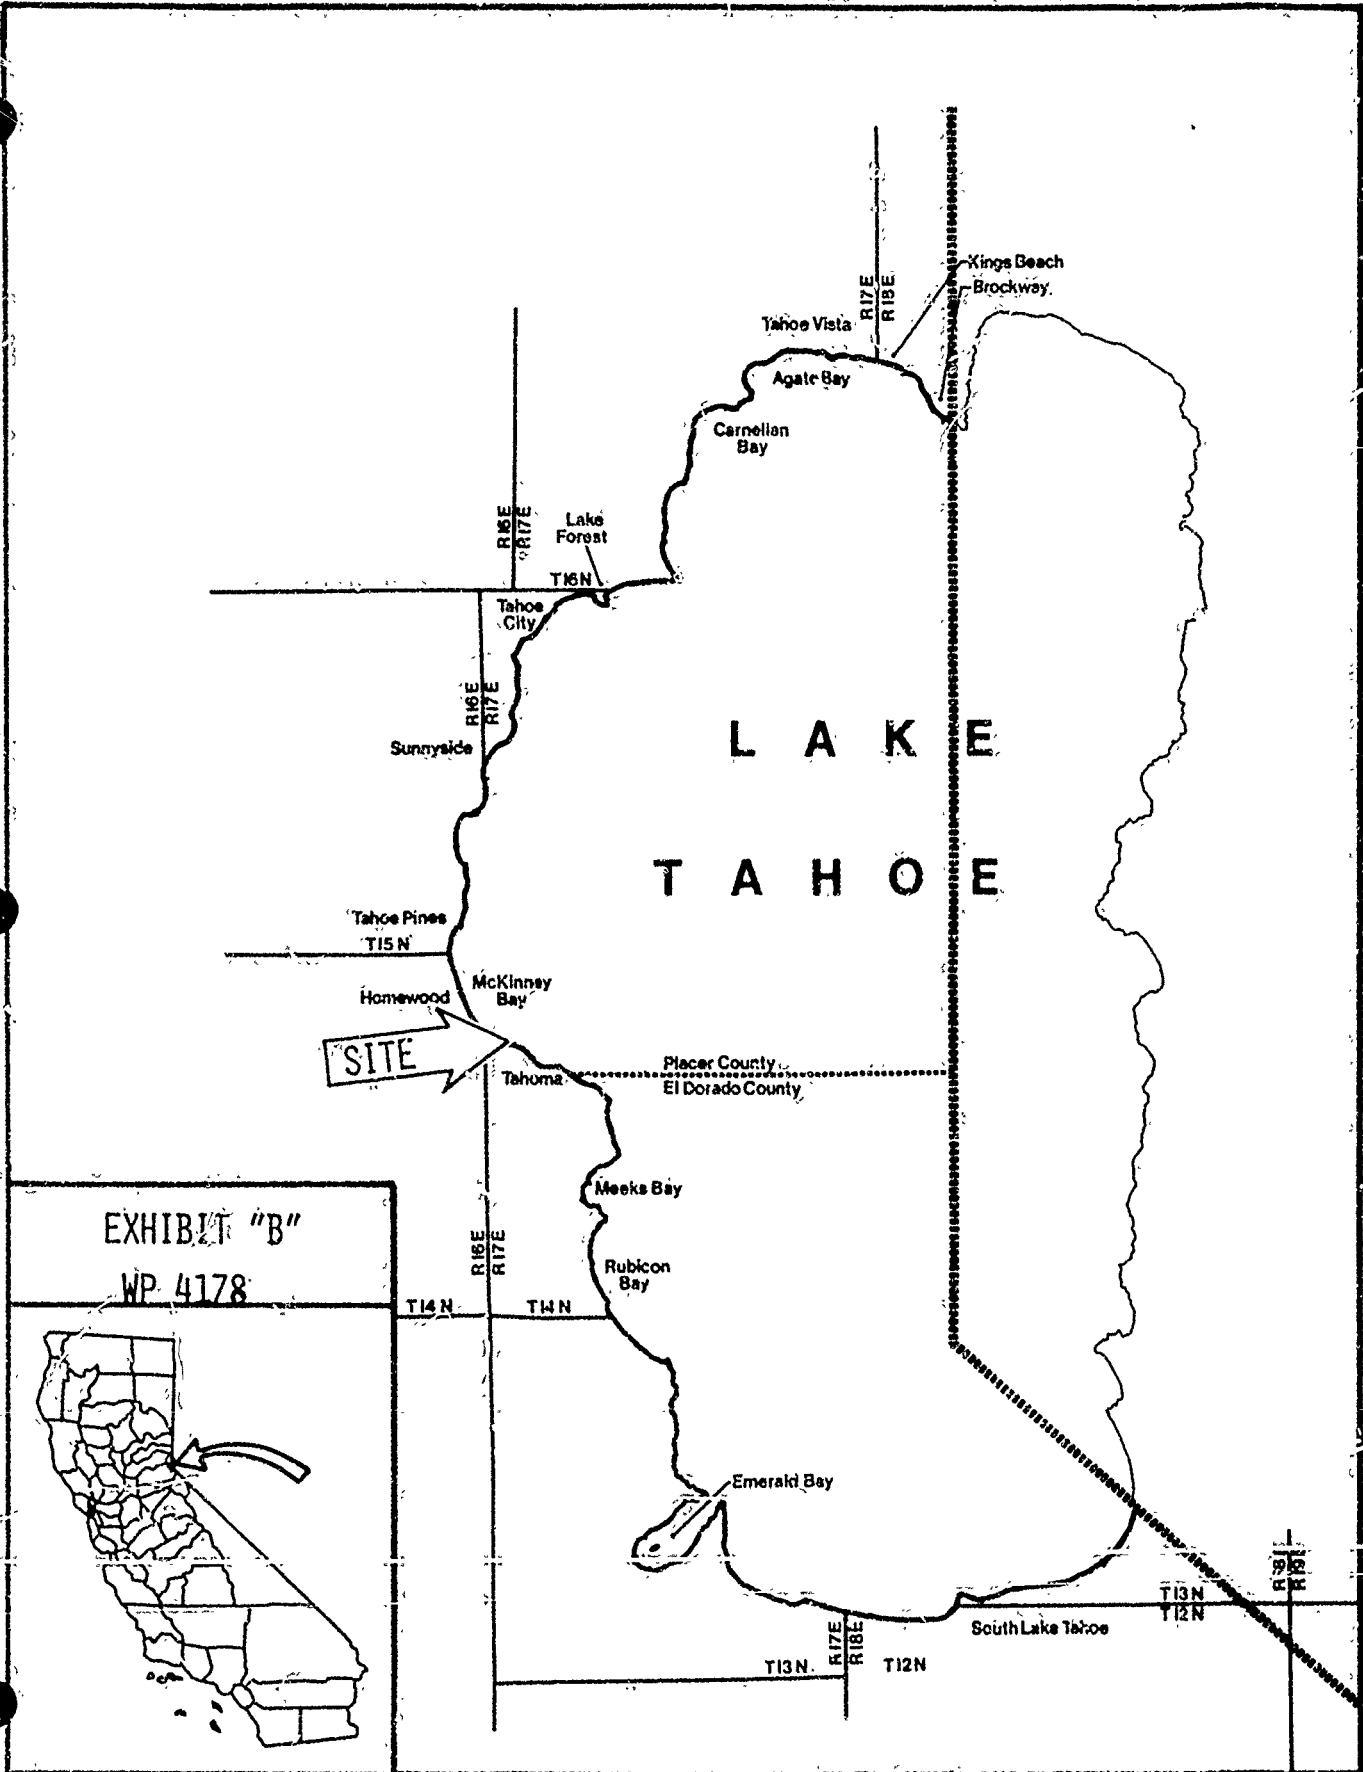 Kings Beach
Brockway
R17E
R18E
Tahoe Vista
Agate Bay
Carnelian
Bay
R16E
R17E
Lake
Forest
T16N
Tahoe
City
R16E
R17E
Sunnyside
LAKE
TAHOE
Tahoe Pines
T15N
McKinney
Bay
Homewood
SITE
Placer County
El Dorado County
Tahoma
Meeks Bay
EXHIBIT "B"
WP 4178
R16E
R17E
Rubicon
Bay
T14N
T14N
Emerald Bay
R18E
R19E
T13N
T12N
South Lake Tahoe
R17E
R18E
T13N
T12N